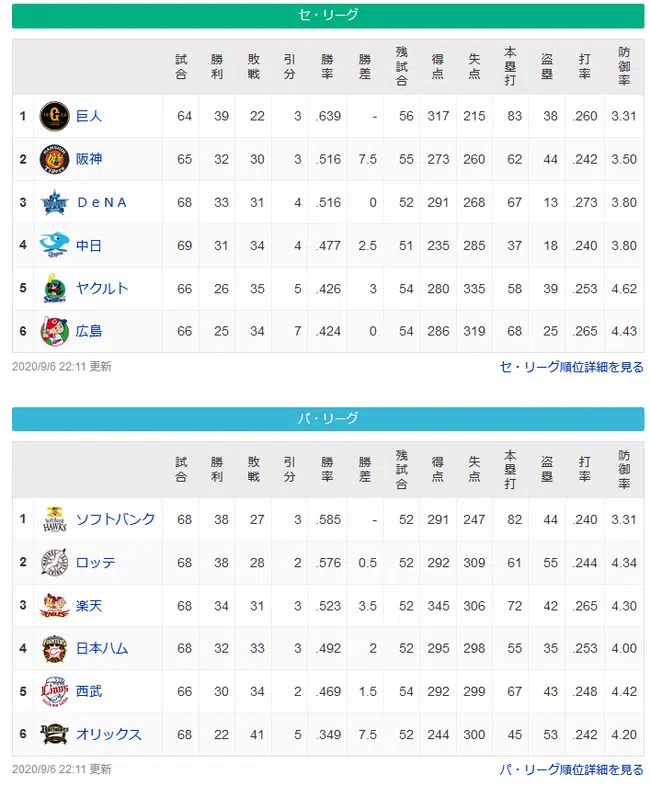 セ・リーグ
試合 勝利 敗戦 引分 勝率 勝差 残試合 得点 失点 本塁打 盗塁 打率 防御率
1 巨人 64 39 22 3 .639 - 56 317 215 83 38 .260 3.31
2 阪神 65 32 30 3 .516 7.5 55 273 260 62 44 .242 3.50
3 ＤｅＮＡ 68 33 31 4 .516 0 52 291 268 67 13 .273 3.80
4 中日 69 31 34 4 .477 2.5 51 235 285 37 18 .240 3.80
5 ヤクルト 66 26 35 5 .426 3 54 280 335 58 39 .253 4.62
6 広島 66 25 34 7 .424 0 54 286 319 68 25 .265 4.43
2020/9/6 22:11 更新 セ・リーグ順位詳細を見る
パ・リーグ
試合 勝利 敗戦 引分 勝率 勝差 残試合 得点 失点 本塁打 盗塁 打率 防御率
1 ソフトバンク 68 38 27 3 .585 - 52 291 247 82 44 .240 3.31
2 ロッテ 68 38 28 2 .576 0.5 52 292 309 61 55 .244 4.34
3 楽天 68 34 31 3 .523 3.5 52 345 306 72 42 .265 4.30
4 日本ハム 68 32 33 3 .492 2 52 295 298 55 35 .253 4.00
5 西武 66 30 34 2 .469 1.5 54 292 299 67 43 .248 4.42
6 オリックス 68 22 41 5 .349 7.5 52 244 300 45 53 .242 4.20
2020/9/6 22:11 更新 パ・リーグ順位詳細を見る